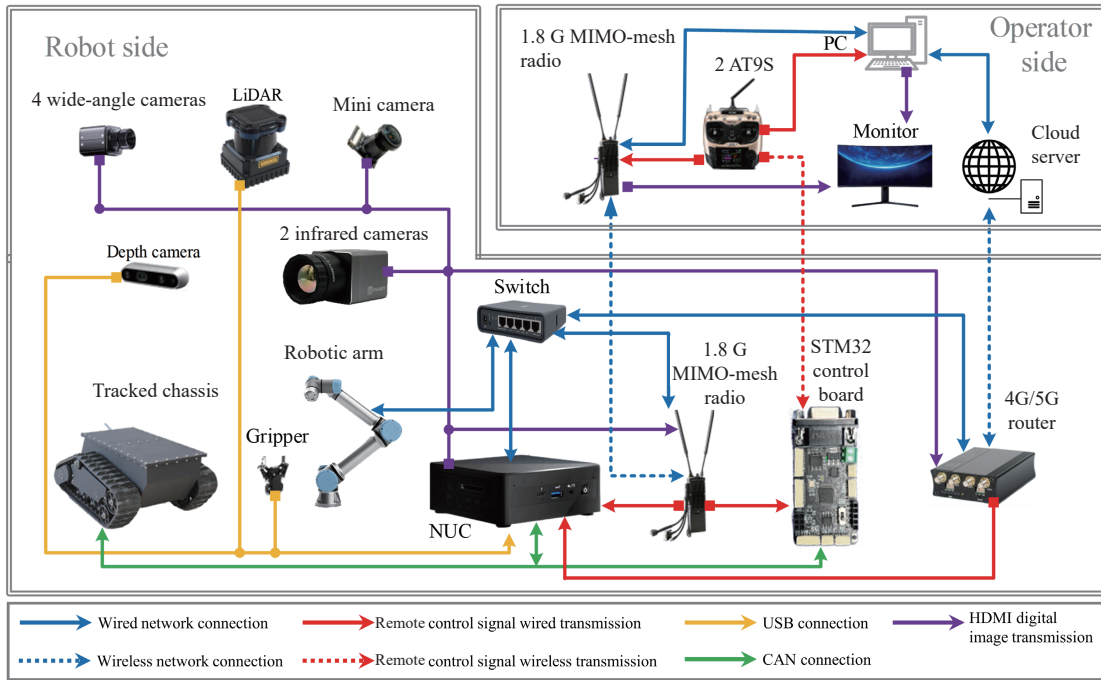 Robot side
4 wide-angle cameras
LiDAR
Mini camera
Depth camera
2 infrared cameras
Switch
Robotic arm
Tracked chassis
Gripper
NUC
1.8 G
MIMO-mesh
radio
STM32
control
board
4G/5G
router
1.8 G MIMO-mesh
radio
2 AT9S
PC
Operator
side
Monitor
Cloud
server
Wired network connection
Remote control signal wired transmission
USB connection
HDMI digital
image transmission
Wireless network connection
Remote control signal wireless transmission
CAN connection